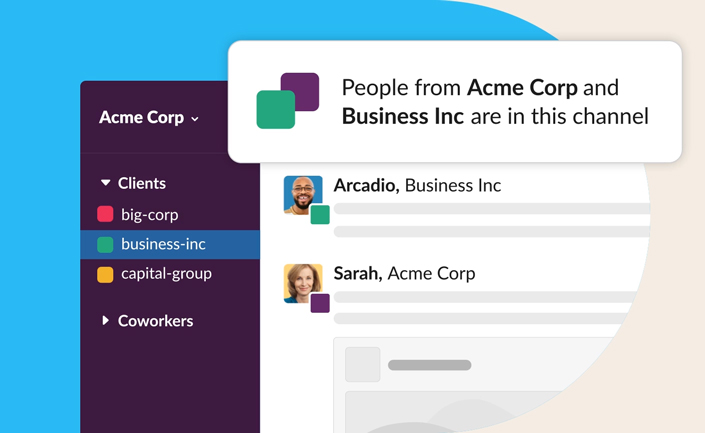 People from Acme Corp and
Business Inc are in this channel
Acme Corp
Clients
big-corp
business-inc
capital-group
Coworkers
Arcadio, Business Inc
Sarah, Acme Corp